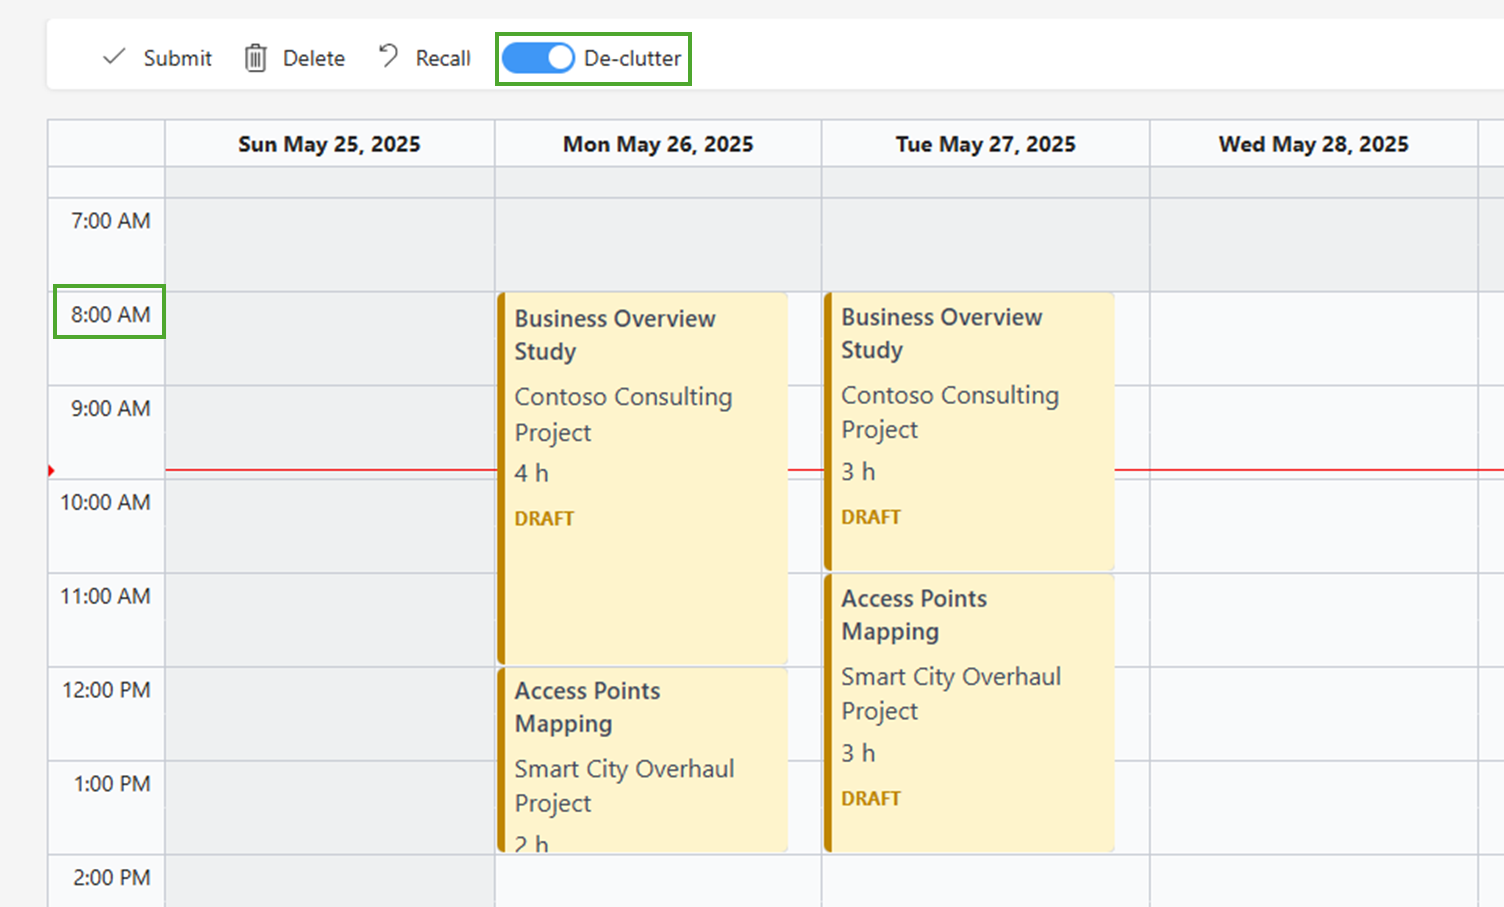 Submit Delete Recall De-clutter
Sun May 25, 2025 Mon May 26, 2025 Tue May 27, 2025 Wed May 28, 2025
7:00 AM
8:00 AM
9:00 AM
10:00 AM
11:00 AM
12:00 PM
1:00 PM
2:00 PM
Business Overview
Study
Contoso Consulting
Project
4 h
DRAFT
Access Points
Mapping
Smart City Overhaul
Project
2 h
Business Overview
Study
Contoso Consulting
Project
3 h
DRAFT
Access Points
Mapping
Smart City Overhaul
Project
3 h
DRAFT